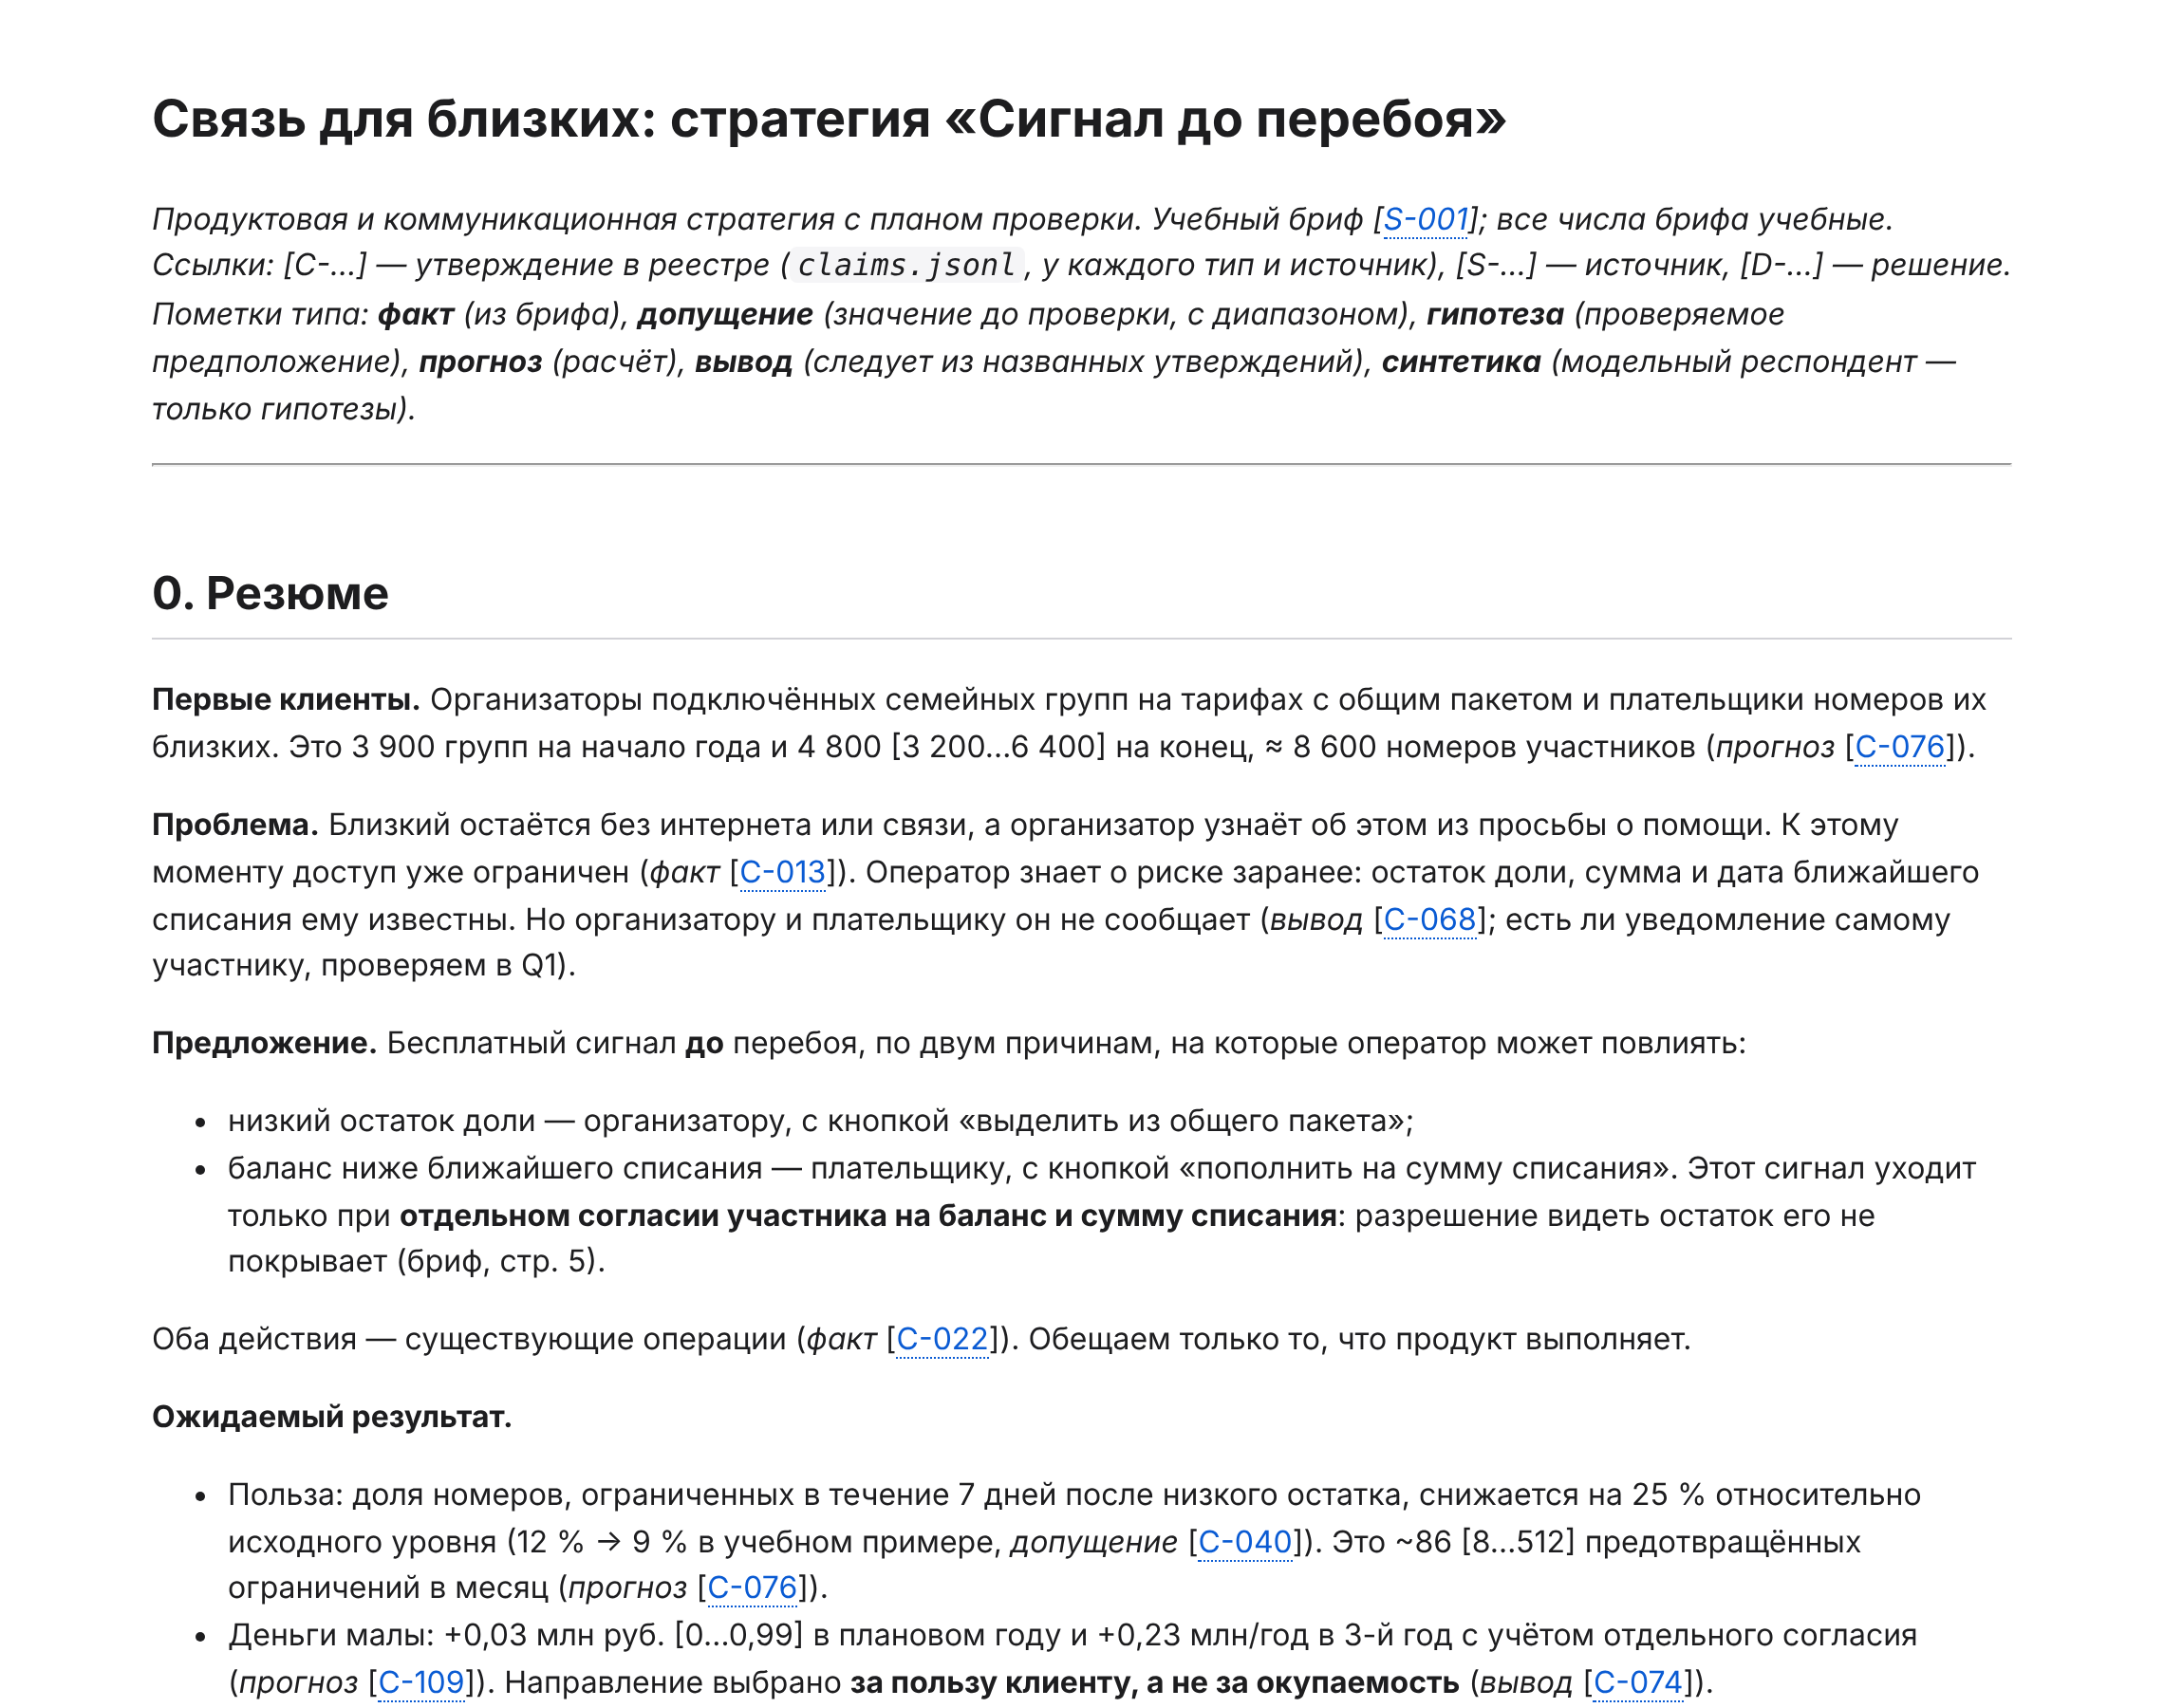 Связь для близких: стратегия «Сигнал до перебоя»
Продуктовая и коммуникационная стратегия с планом проверки. Учебный бриф [S-001]; все числа брифа учебные.
Ссылки: [C-…] — утверждение в реестре (claims.jsonl, у каждого тип и источник), [S-…] — источник, [D-…] — решение.
Пометки типа: факт (из брифа), допущение (значение до проверки, с диапазоном), гипотеза (проверяемое
предположение), прогноз (расчёт), вывод (следует из названных утверждений), синтетика (модельный респондент —
только гипотезы).
0. Резюме
Первые клиенты. Организаторы подключённых семейных групп на тарифах с общим пакетом и плательщики номеров их
близких. Это 3 900 групп на начало года и 4 800 [3 200…6 400] на конец, ≈ 8 600 номеров участников (прогноз [C-076]).
Проблема. Близкий остаётся без интернета или связи, а организатор узнаёт об этом из просьбы о помощи. К этому
моменту доступ уже ограничен (факт [C-013]). Оператор знает о риске заранее: остаток доли, сумма и дата ближайшего
списания ему известны. Но организатору и плательщику он не сообщает (вывод [C-068]; есть ли уведомление самому
участнику, проверяем в Q1).
Предложение. Бесплатный сигнал до перебоя, по двум причинам, на которые оператор может повлиять:
• низкий остаток доли — организатору, с кнопкой «выделить из общего пакета»;
• баланс ниже ближайшего списания — плательщику, с кнопкой «пополнить на сумму списания». Этот сигнал уходит
только при отдельном согласии участника на баланс и сумму списания: разрешение видеть остаток его не
покрывает (бриф, стр. 5).
Оба действия — существующие операции (факт [C-022]). Обещаем только то, что продукт выполняет.
Ожидаемый результат.
• Польза: доля номеров, ограниченных в течение 7 дней после низкого остатка, снижается на 25 % относительно
исходного уровня (12 % → 9 % в учебном примере, допущение [C-040]). Это ~86 [8…512] предотвращённых
ограничений в месяц (прогноз [C-076]).
• Деньги малы: +0,03 млн руб. [0…0,99] в плановом году и +0,23 млн/год в 3-й год с учётом отдельного согласия
(прогноз [C-109]). Направление выбрано за пользу клиенту, а не за окупаемость (вывод [C-074]).